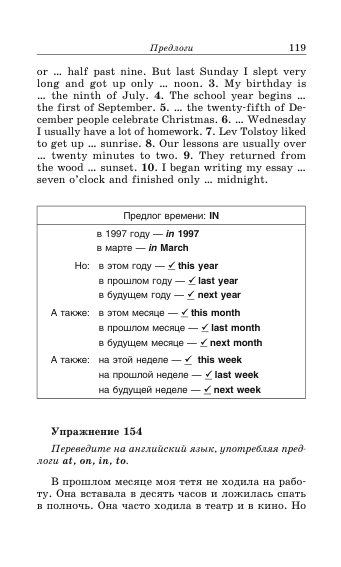 Предлоги 119
or ... half past nine. But last Sunday I slept very
long and got up only ... noon. 3. My birthday is
... the ninth of July. 4. The school year begins ...
the first of September. 5. ... the twenty-fifth of De-
cember people celebrate Christmas. 6. ... Wednesday
I usually have a lot of homework. 7. Lev Tolstoy liked
to get up ... sunrise. 8. Our lessons are usually over
... twenty minutes to two. 9. They returned from
the wood ... sunset. 10. I began writing my essay ...
seven o'clock and finished only ... midnight.
Предлог времени: IN
в 1997 году — in 1997
в марте — in March
Но: в этом году — ✓ this year
в прошлом году — ✓ last year
в будущем году — ✓ next year
А также: в этом месяце — ✓ this month
в прошлом месяце — ✓ last month
в будущем месяце — ✓ next month
А также: на этой неделе — ✓ this week
на прошлой неделе — ✓ last week
на будущей неделе — ✓ next week
Упражнение 154
Переведите на английский язык, употребляя пред-
логи at, on, in, to.
В прошлом месяце моя тетя не ходила на рабо-
ту. Она вставала в десять часов и ложилась спать
в полночь. Она часто ходила в театр и в кино. Но